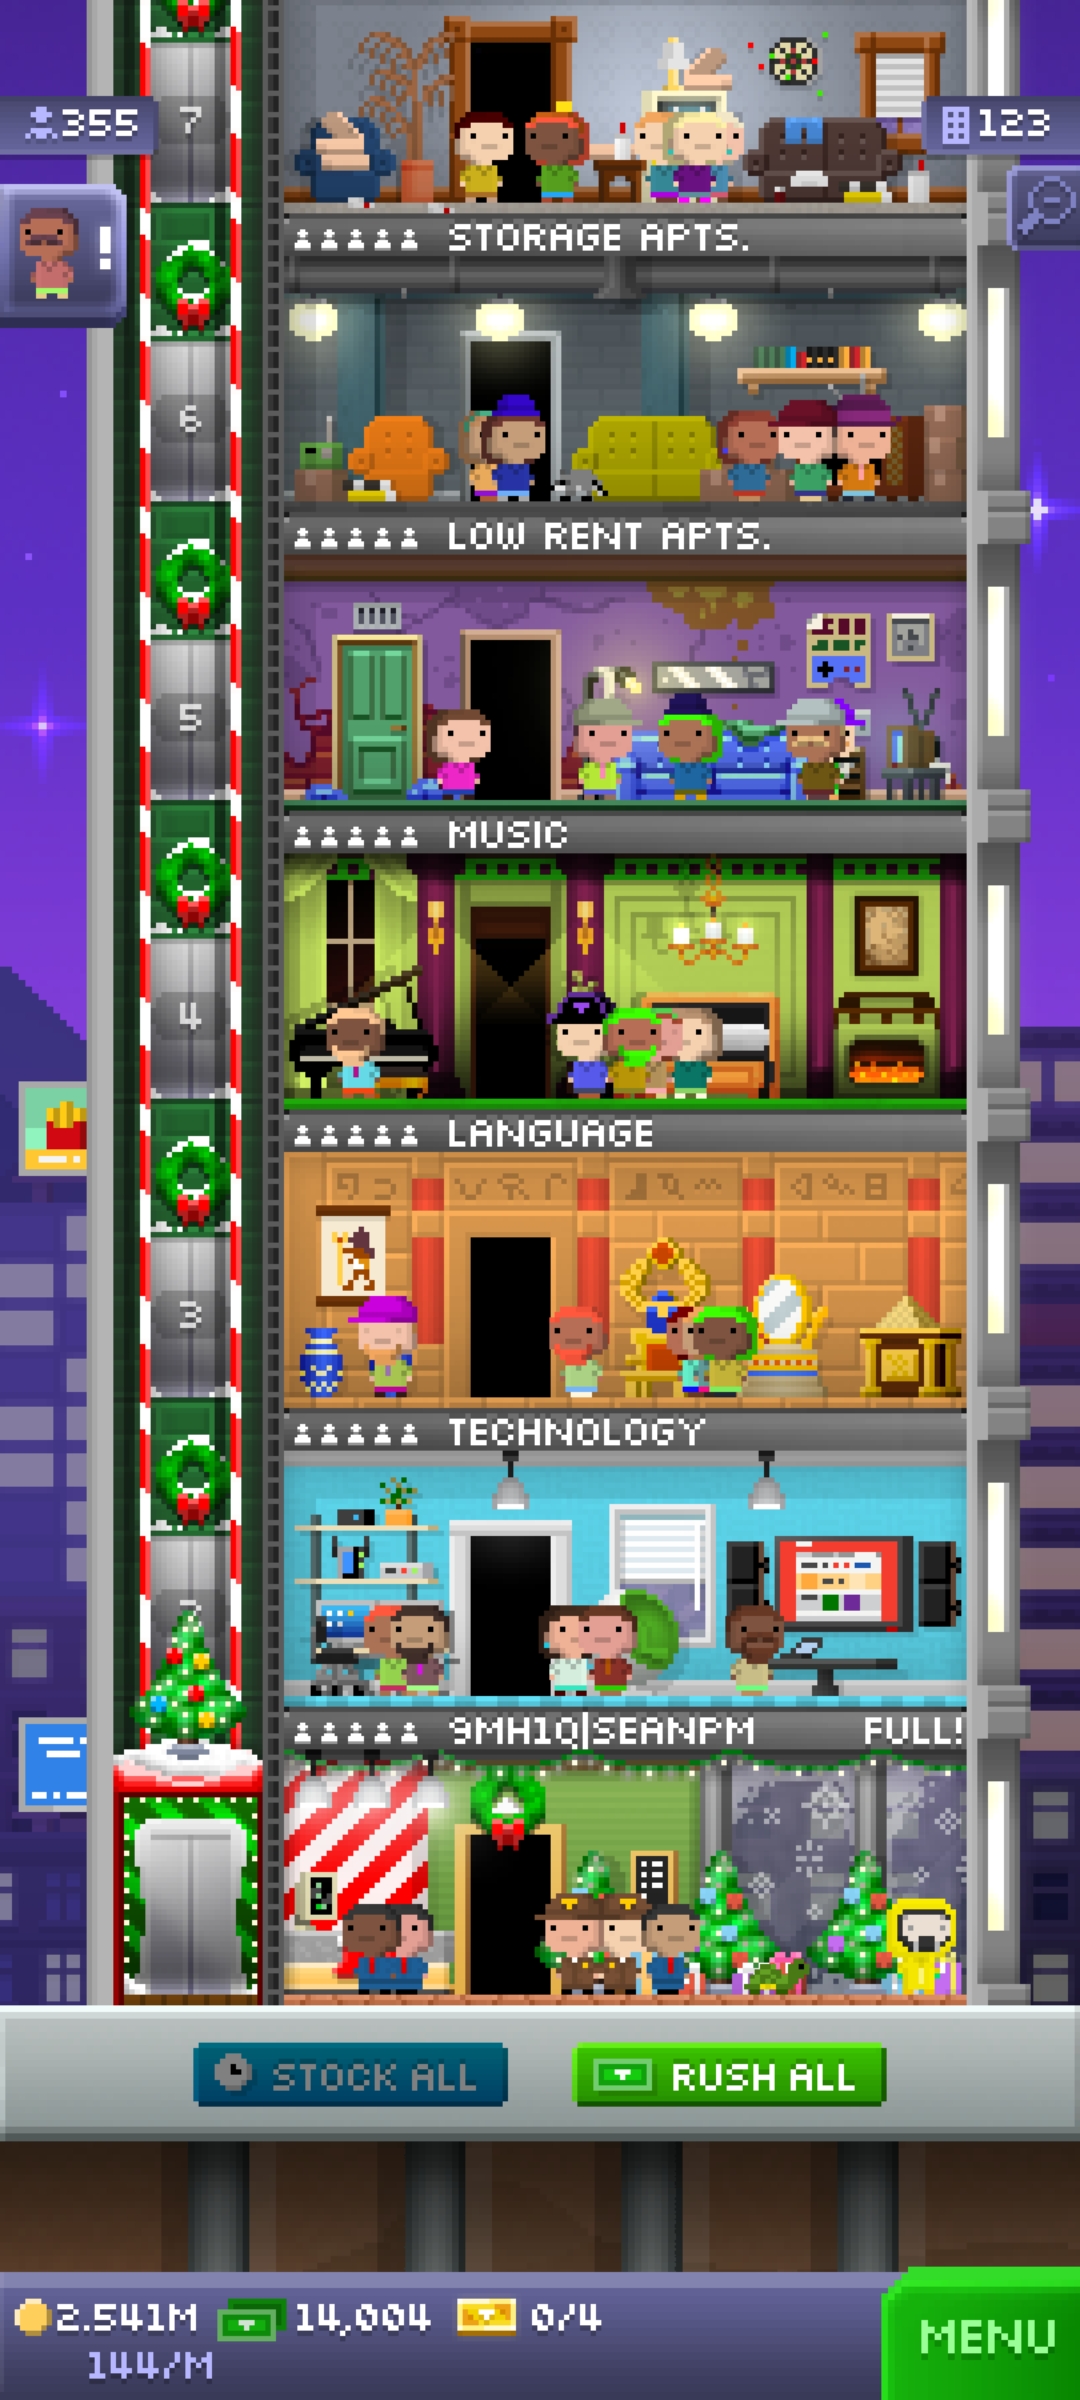 7
355
123
!
STORAGE APTS.
6
LOW RENT APTS.
5
MUSIC
4
LANGUAGE
3
TECHNOLOGY
9MH1Q|SEANPM FULL!
STOCK ALL
RUSH ALL
2.541M 14,004 0/4
144/M
MENU